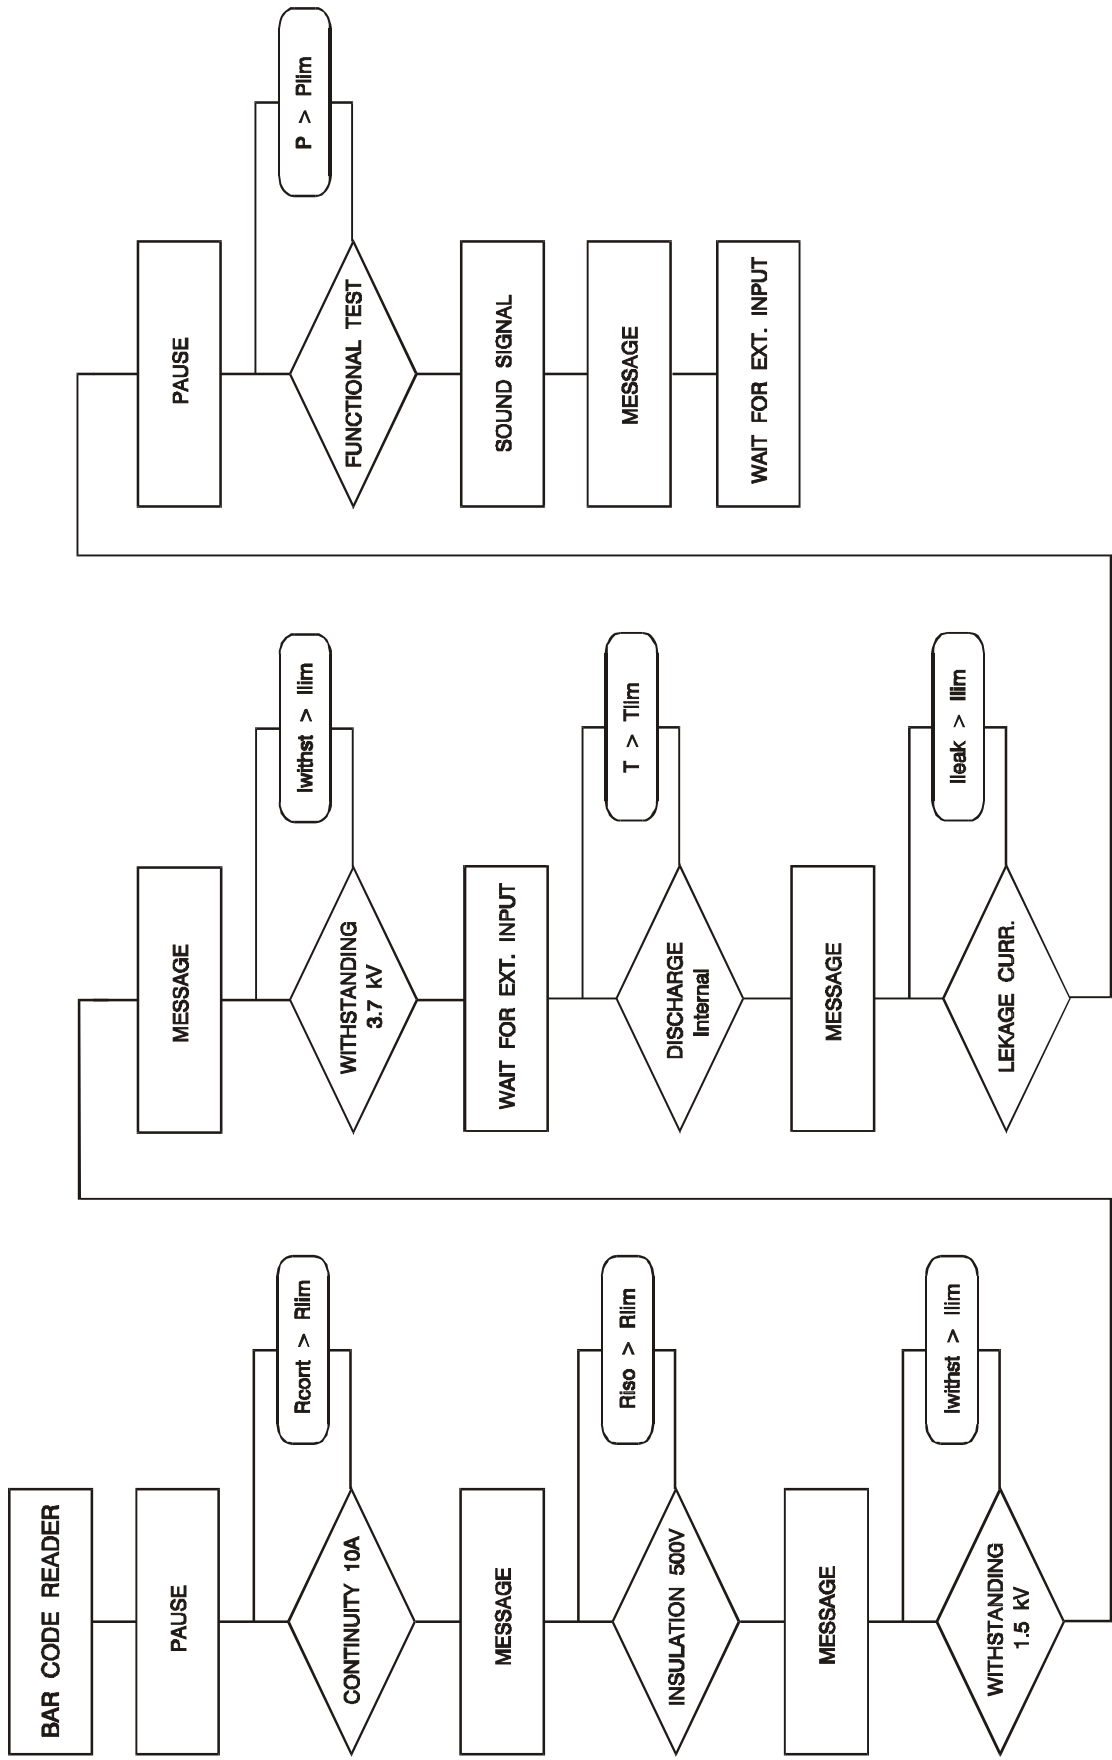 BAR CODE READER
PAUSE
CONTINUITY 10A
Rcont > Rlim
MESSAGE
INSULATION 500V
Riso > Rlim
MESSAGE
WITHSTANDING
1.5 kV
Iwithst > Ilim
MESSAGE
WITHSTANDING
3.7 kV
Iwithst > Ilim
WAIT FOR EXT. INPUT
DISCHARGE
Internal
T > Tlim
MESSAGE
LEKAGE CURR.
Ileak > Ilim
PAUSE
FUNCTIONAL TEST
P > Plim
SOUND SIGNAL
MESSAGE
WAIT FOR EXT. INPUT